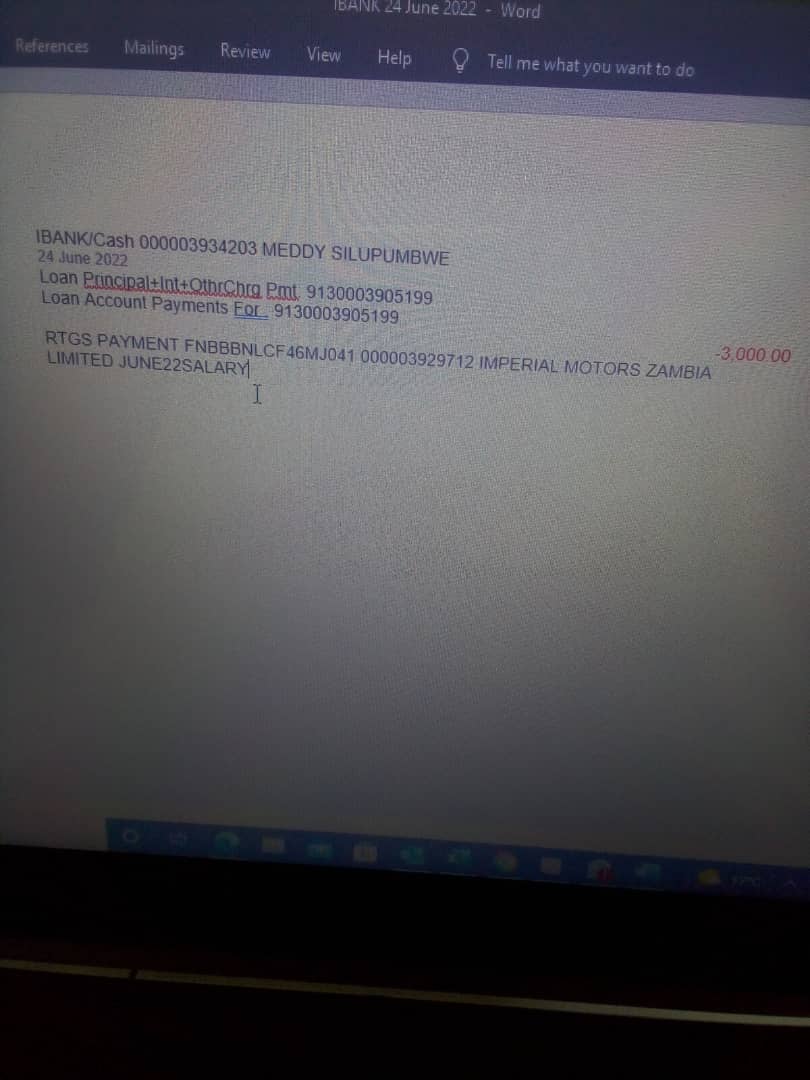 IBANK 24 June 2022 - Word
References Mailings Review View Help Tell me what you want to do
IBANK/Cash 000003934203 MEDDY SILUPUMBWE
24 June 2022
Loan Principal+Int+OthrChrg Pmt 9130003905199
Loan Account Payments For 9130003905199
-3,000.00
RTGS PAYMENT FNBBBNLCF46MJ041 000003929712 IMPERIAL MOTORS ZAMBIA
LIMITED JUNE22SALARY